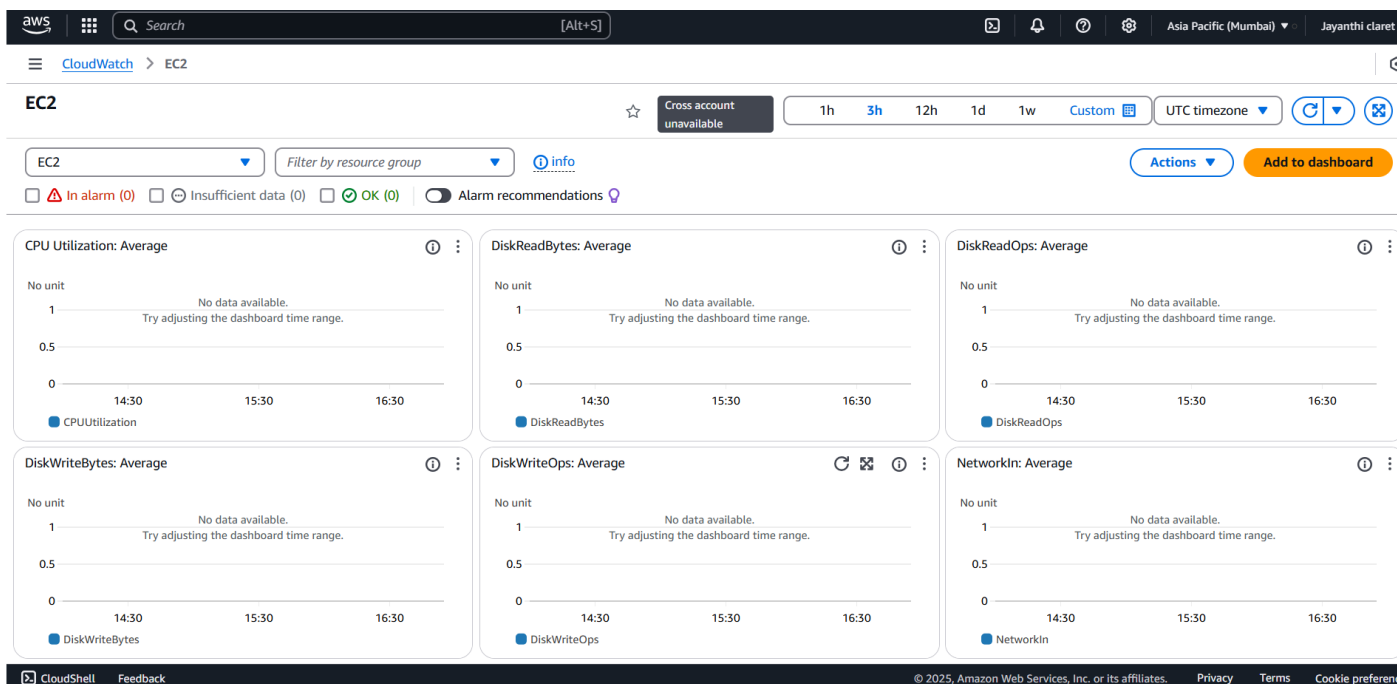 aws Search [Alt+S] Asia Pacific (Mumbai) Jayanthi claret
CloudWatch > EC2
EC2
Cross account
unavailable
1h 3h 12h 1d 1w Custom UTC timezone
EC2 Filter by resource group info Actions Add to dashboard
In alarm (0) Insufficient data (0) OK (0) Alarm recommendations
CPU Utilization: Average
No unit
No data available.
1
Try adjusting the dashboard time range.
0.5
0
14:30 15:30 16:30
CPUUtilization
DiskReadBytes: Average
No unit
No data available.
1
Try adjusting the dashboard time range.
0.5
0
14:30 15:30 16:30
DiskReadBytes
DiskReadOps: Average
No unit
No data available.
1
Try adjusting the dashboard time range.
0.5
0
14:30 15:30 16:30
DiskReadOps
DiskWriteBytes: Average
No unit
No data available.
1
Try adjusting the dashboard time range.
0.5
0
14:30 15:30 16:30
DiskWriteBytes
DiskWriteOps: Average
No unit
No data available.
1
Try adjusting the dashboard time range.
0.5
0
14:30 15:30 16:30
DiskWriteOps
NetworkIn: Average
No unit
No data available.
1
Try adjusting the dashboard time range.
0.5
0
14:30 15:30 16:30
NetworkIn
CloudShell Feedback © 2025, Amazon Web Services, Inc. or its affiliates. Privacy Terms Cookie preferen